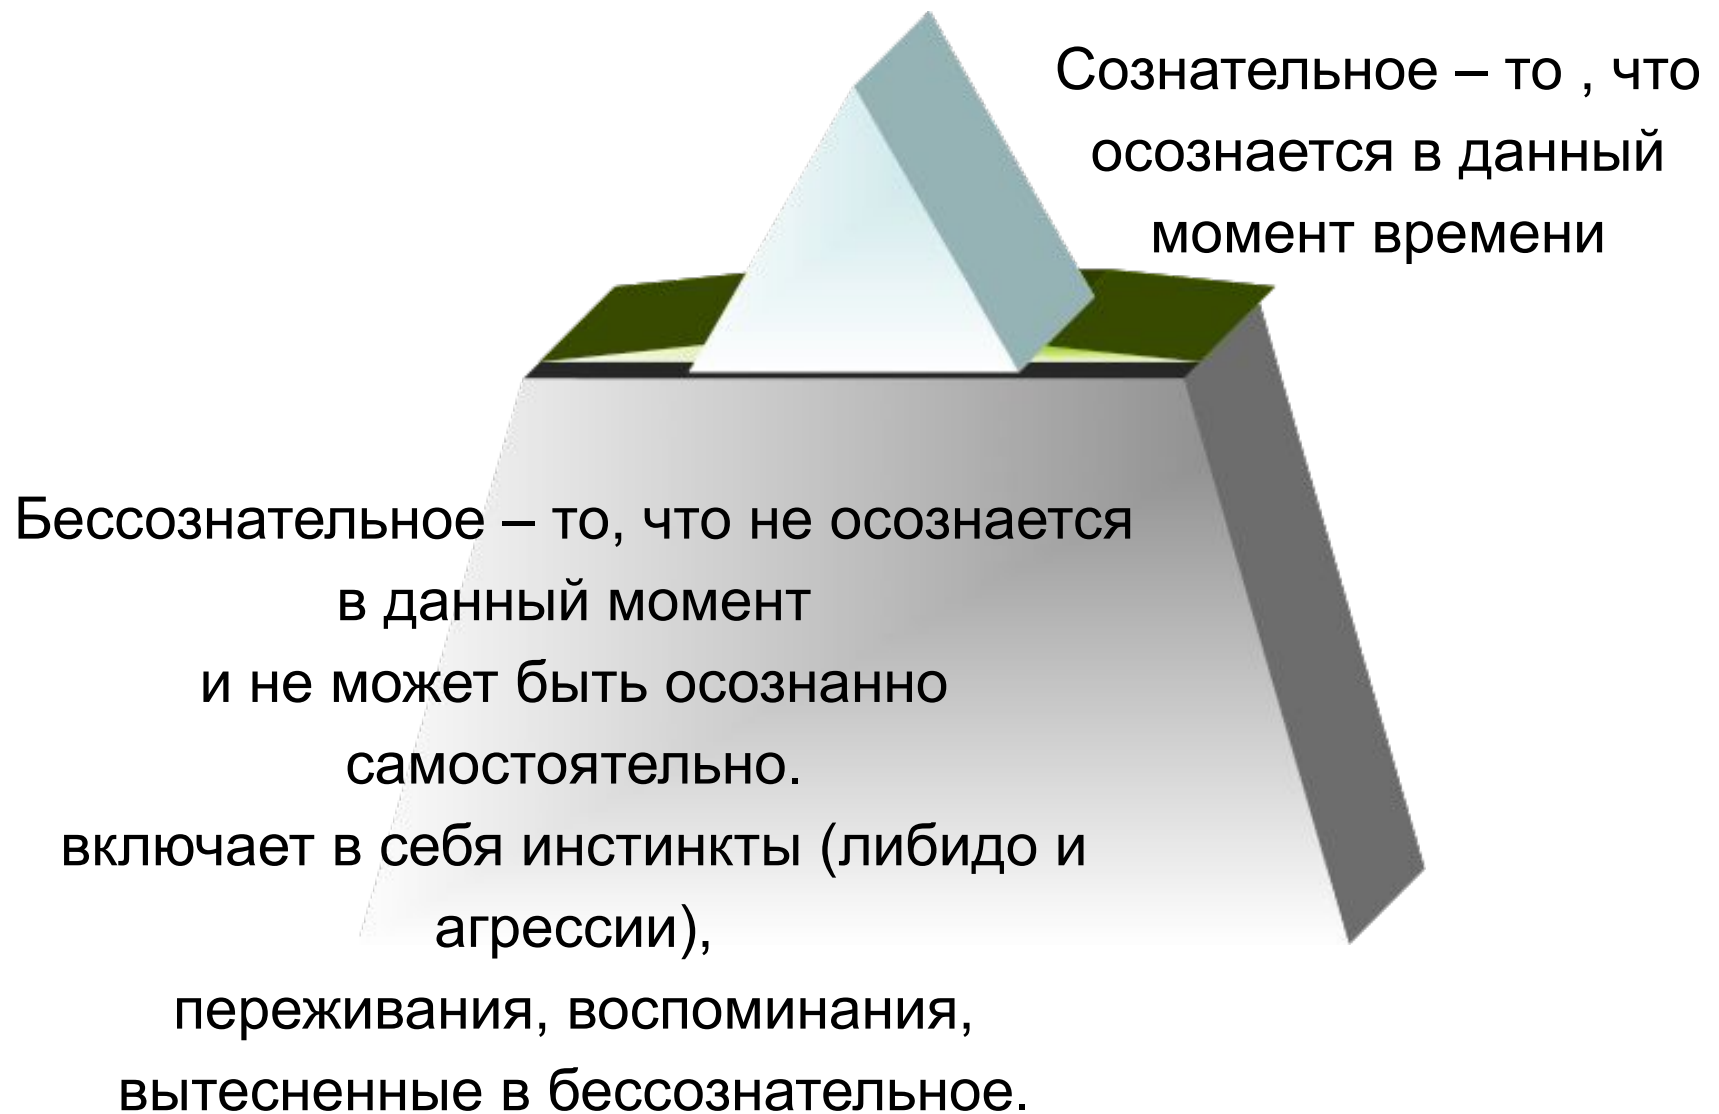 Сознательное – то , что
осознается в данный
момент времени
Бессознательное – то, что не осознается
в данный момент
и не может быть осознанно
самостоятельно.
включает в себя инстинкты (либидо и
агрессии),
переживания, воспоминания,
вытесненные в бессознательное.